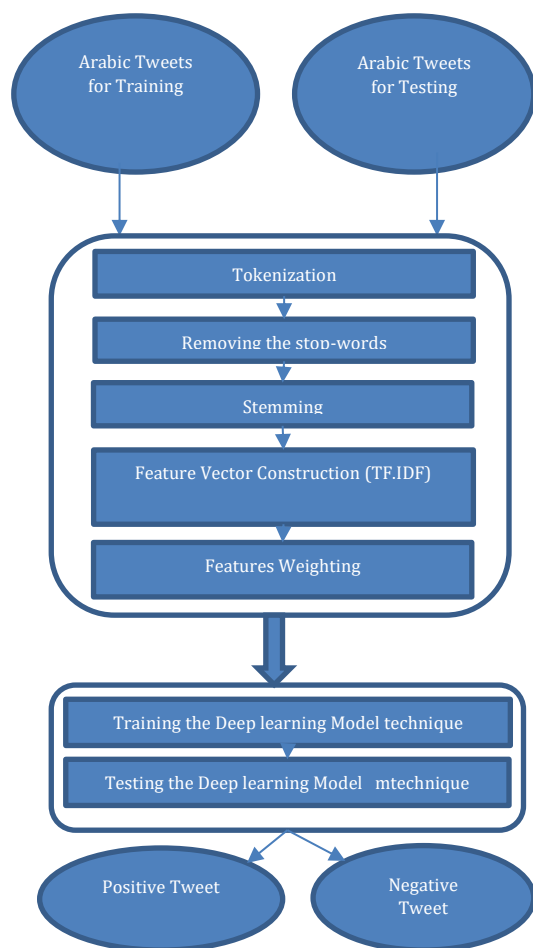 Arabic Tweets
for Training
Arabic Tweets
for Testing
Tokenization
Removing the stop-words
Stemming
Feature Vector Construction (TF.IDF)
Features Weighting
Training the Deep learning Model technique
Testing the Deep learning Model   mtechnique
Positive Tweet
Negative
Tweet